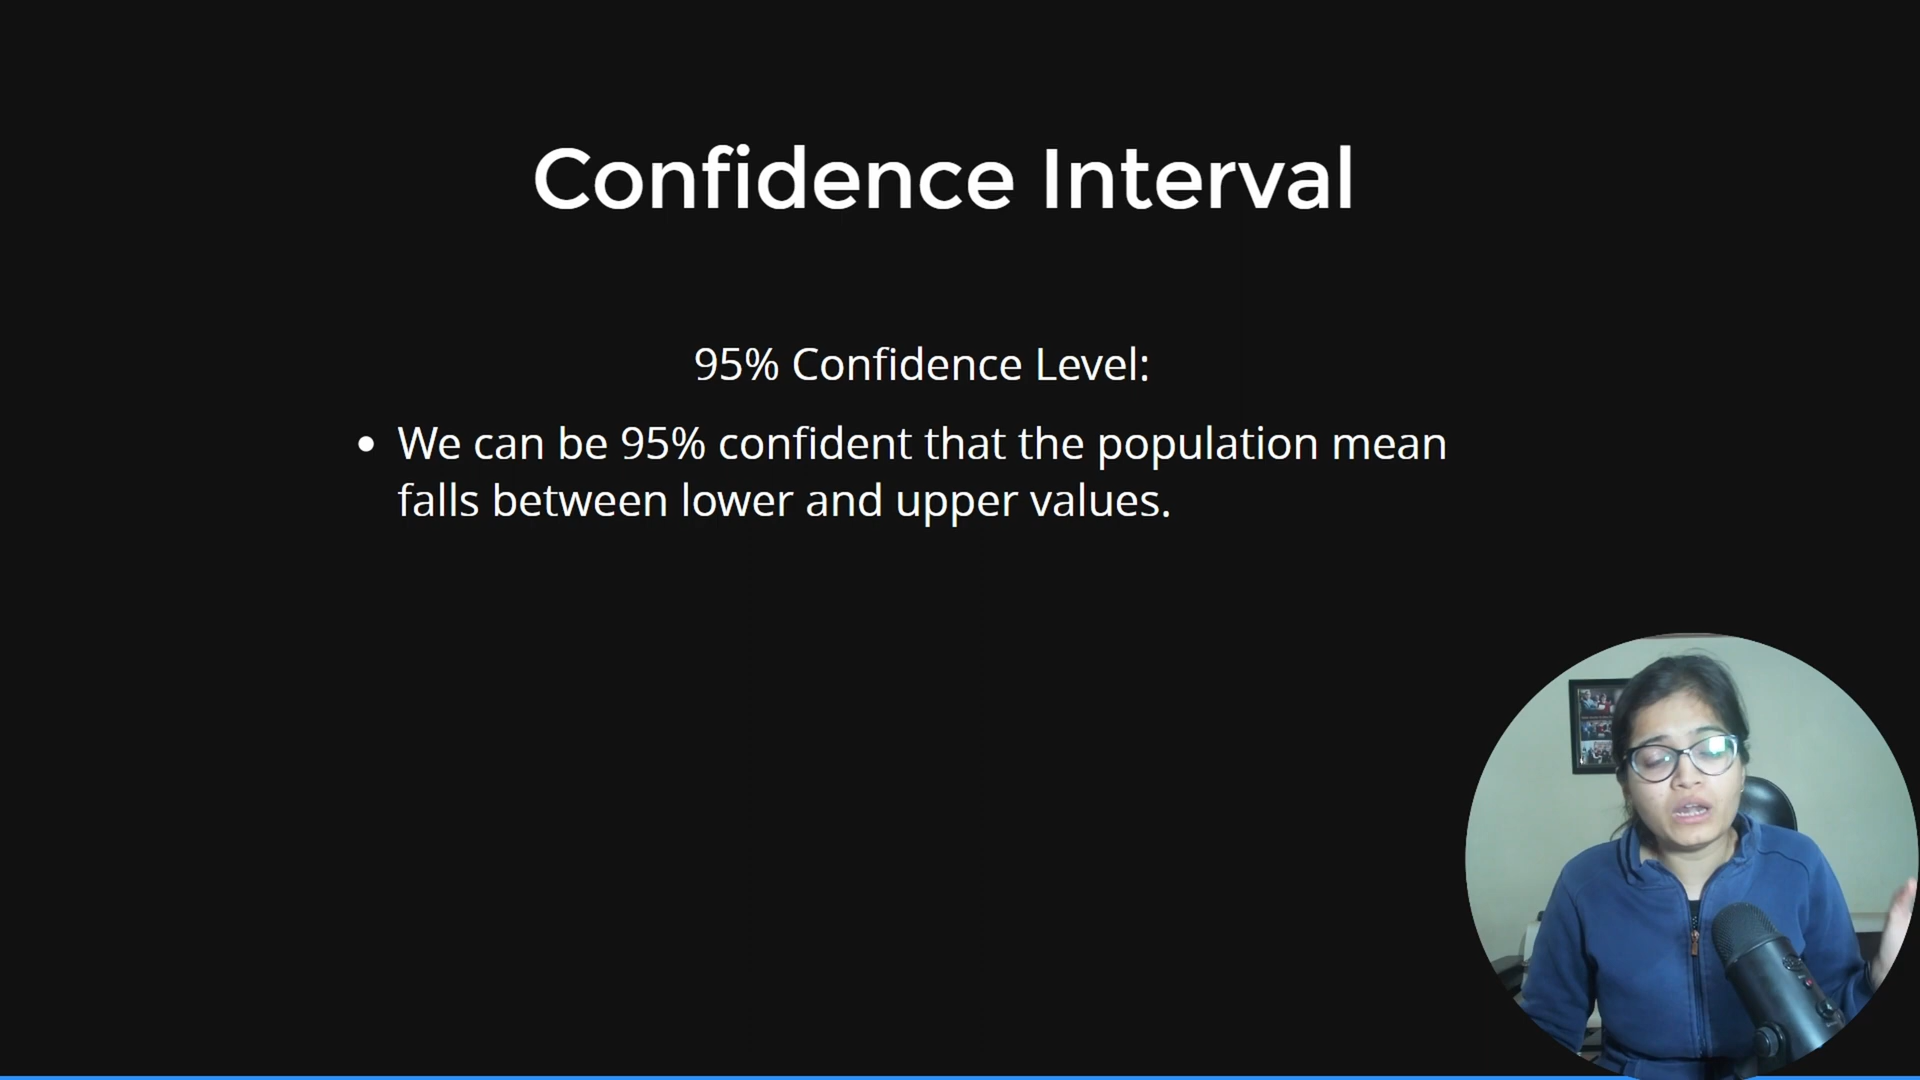 Confidence Interval
95% Confidence Level:
• We can be 95% confident that the population mean
falls between lower and upper values.